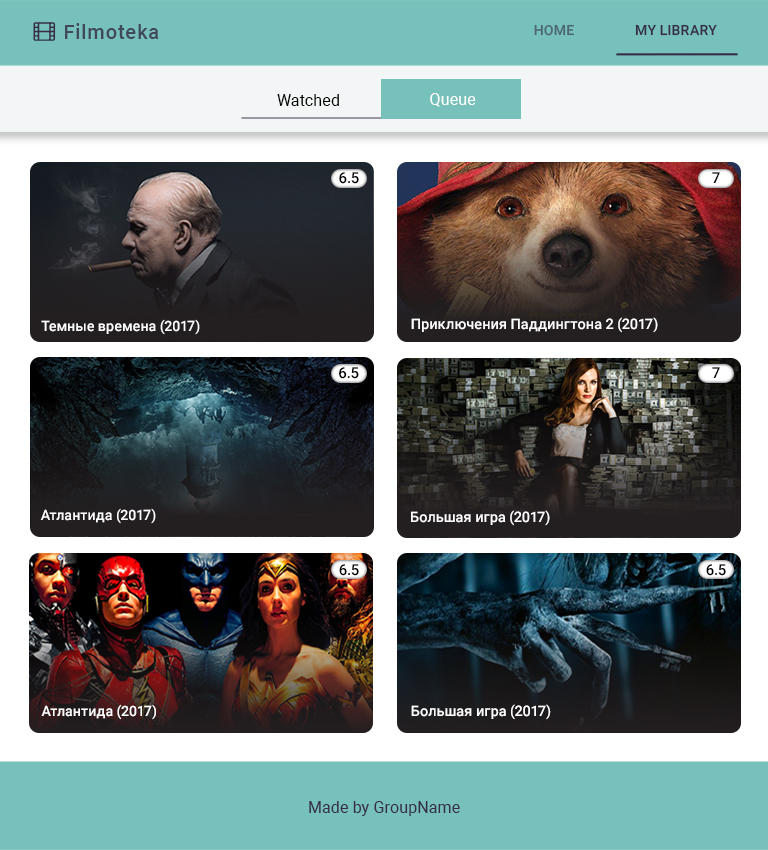 Filmoteka
HOME
MY LIBRARY
Watched
Queue
6.5
Темные времена (2017)
7
Приключения Паддингтона 2 (2017)
6.5
Атлантида (2017)
7
Большая игра (2017)
6.5
Атлантида (2017)
6.5
Большая игра (2017)
Made by GroupName